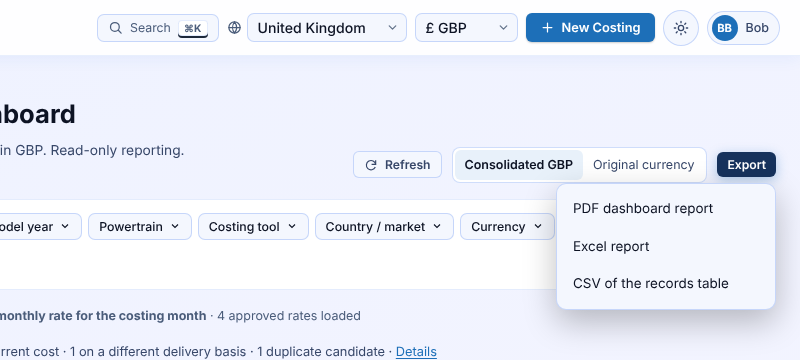 Search ⌘K United Kingdom £ GBP + New Costing BB Bob
board
in GBP. Read-only reporting.
Refresh Consolidated GBP Original currency Export
odel year Powertrain Costing tool Country / market Currency
PDF dashboard report
Excel report
CSV of the records table
monthly rate for the costing month · 4 approved rates loaded
rrent cost · 1 on a different delivery basis · 1 duplicate candidate · Details